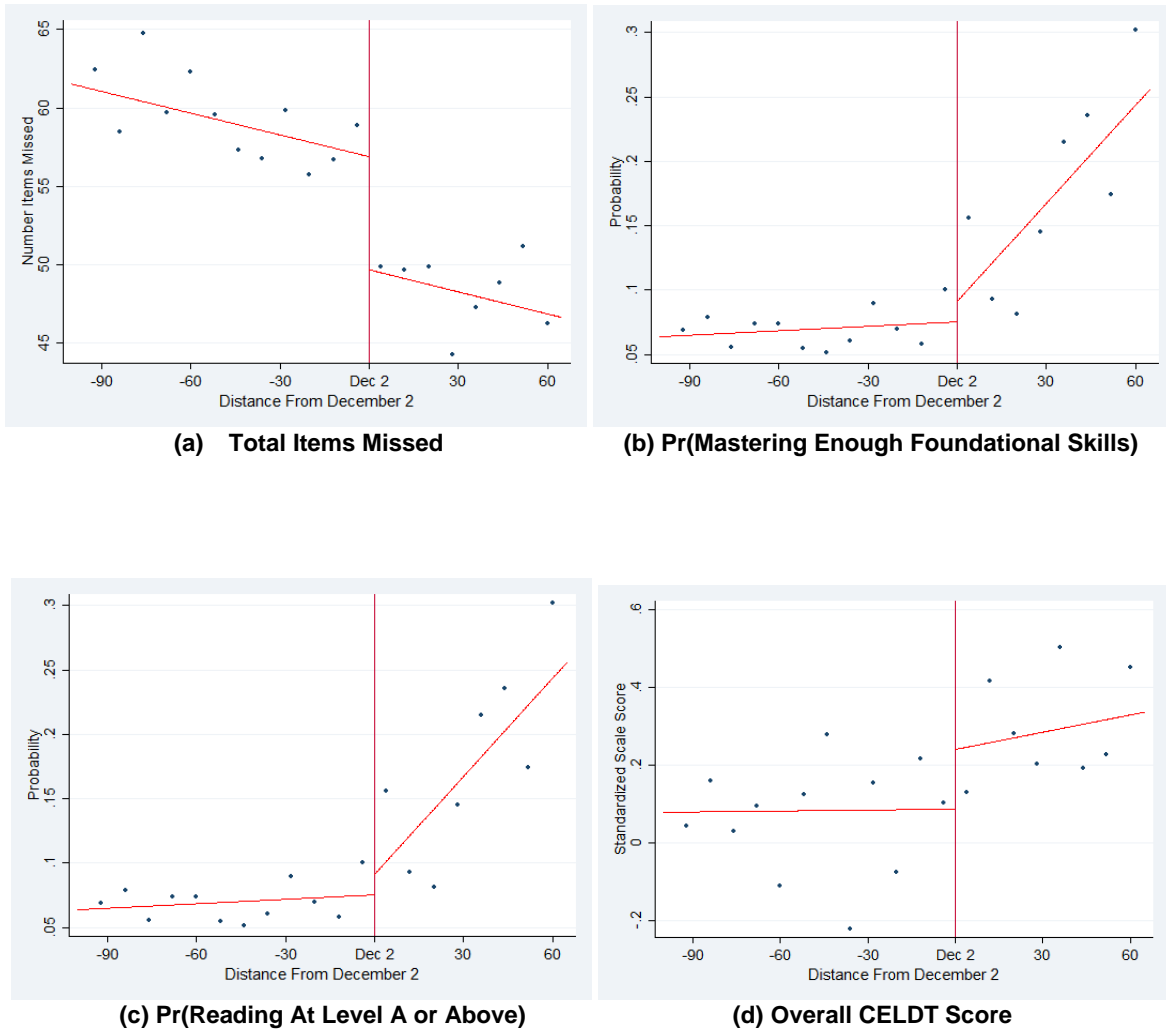 65
60
55
50
45
Number Items Missed
-90 -60 -30 Dec 2 30 60
Distance From December 2
(a) Total Items Missed
.3
.25
.2
.15
.1
.05
Probability
-90 -60 -30 Dec 2 30 60
Distance From December 2
(b) Pr(Mastering Enough Foundational Skills)
.3
.25
.2
.15
.1
.05
Probability
-90 -60 -30 Dec 2 30 60
Distance From December 2
(c) Pr(Reading At Level A or Above)
.6
.4
.2
0
-.2
Standardized Scale Score
-90 -60 -30 Dec 2 30 60
Distance From December 2
(d) Overall CELDT Score